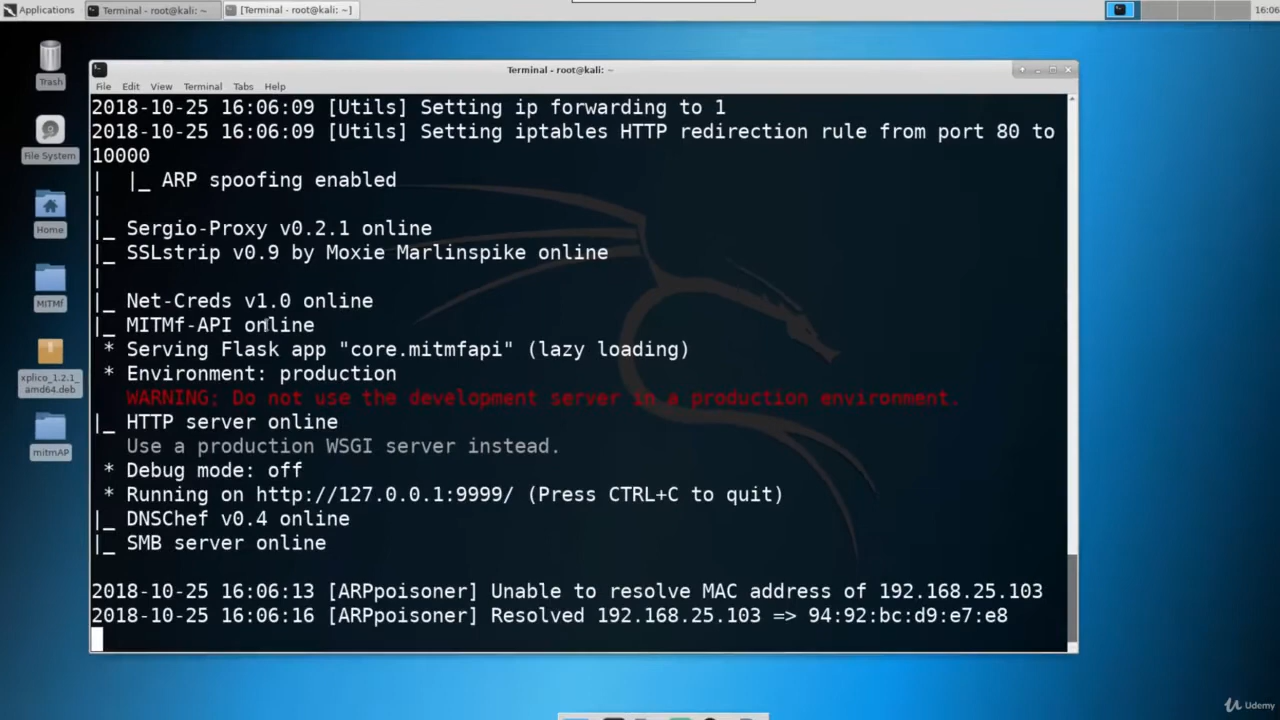 Applications
Terminal - root@kali: ~
[Terminal - root@kali: ~]
16:06
Trash
File System
Home
MITMf
xplico_1.2.1_
amd64.deb
mitmAP
Terminal - root@kali: ~
File Edit View Terminal Tabs Help
2018-10-25 16:06:09 [Utils] Setting ip forwarding to 1
2018-10-25 16:06:09 [Utils] Setting iptables HTTP redirection rule from port 80 to
10000
|   |_ ARP spoofing enabled
|
|_ Sergio-Proxy v0.2.1 online
|_ SSLstrip v0.9 by Moxie Marlinspike online
|
|_ Net-Creds v1.0 online
|_ MITMf-API online
 * Serving Flask app "core.mitmfapi" (lazy loading)
 * Environment: production
   WARNING: Do not use the development server in a production environment.
|_ HTTP server online
   Use a production WSGI server instead.
 * Debug mode: off
 * Running on http://127.0.0.1:9999/ (Press CTRL+C to quit)
|_ DNSChef v0.4 online
|_ SMB server online
2018-10-25 16:06:13 [ARPpoisoner] Unable to resolve MAC address of 192.168.25.103
2018-10-25 16:06:16 [ARPpoisoner] Resolved 192.168.25.103 => 94:92:bc:d9:e7:e8
Udemy